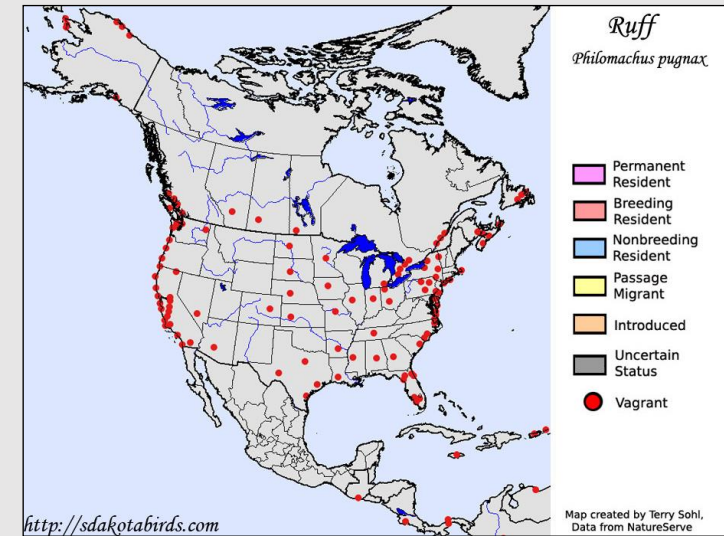 Ruff
Philomachus pugnax
Permanent
Resident
Breeding
Resident
Nonbreeding
Resident
Passage
Migrant
Introduced
Uncertain
Status
Vagrant
http://sdakotabirds.com
Map created by Terry Sohl,
Data from NatureServe